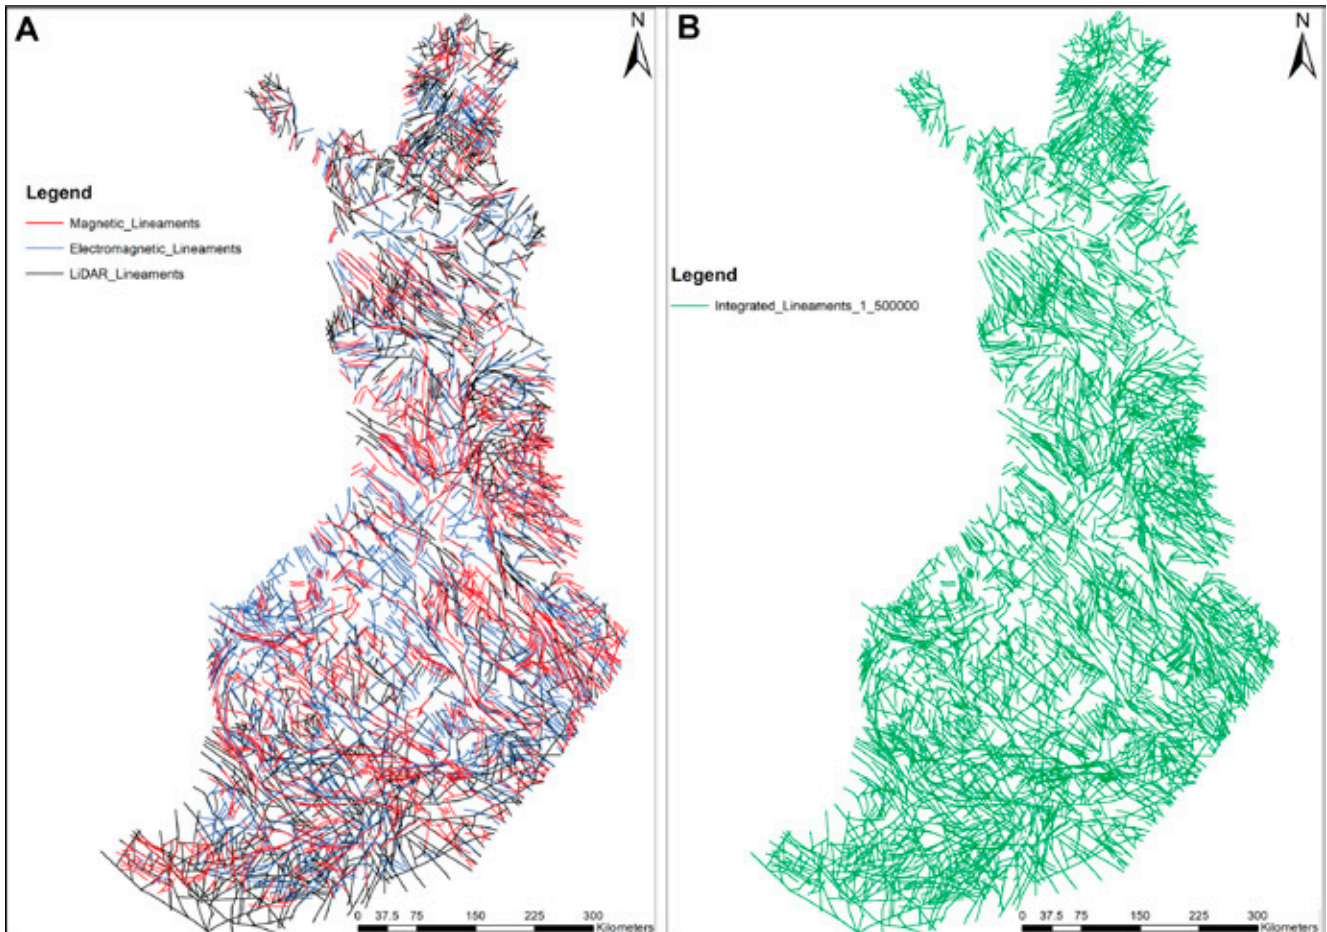 A
N
Legend
Magnetic_Lineaments
Electromagnetic_Lineaments
LiDAR_Lineaments
0 37.5 75 150 225 300
Kilometers
B
N
Legend
Integrated_Lineaments_1_500000
0 37.5 75 150 225 300
Kilometers